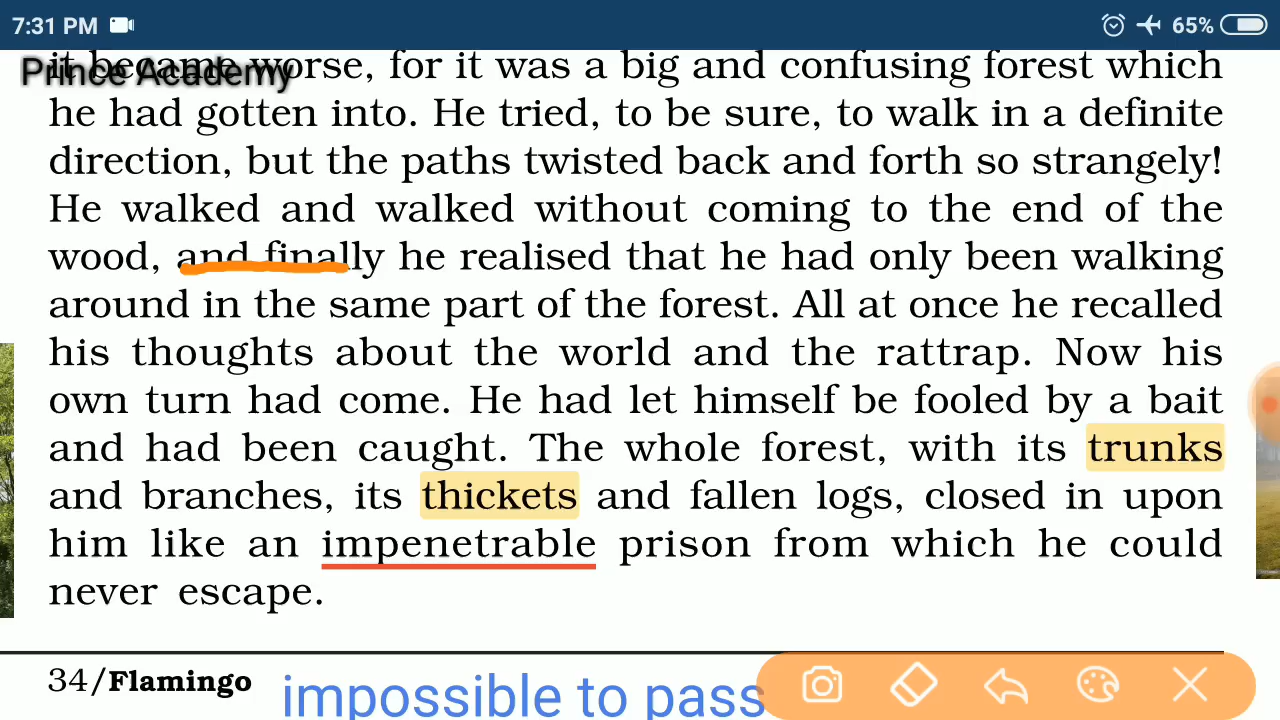 7:31 PM
65%
Prince Academy
it became worse, for it was a big and confusing forest which
he had gotten into. He tried, to be sure, to walk in a definite
direction, but the paths twisted back and forth so strangely!
He walked and walked without coming to the end of the
wood, and finally he realised that he had only been walking
around in the same part of the forest. All at once he recalled
his thoughts about the world and the rattrap. Now his
own turn had come. He had let himself be fooled by a bait
and had been caught. The whole forest, with its trunks
and branches, its thickets and fallen logs, closed in upon
him like an impenetrable prison from which he could
never escape.
34/Flamingo
impossible to pass